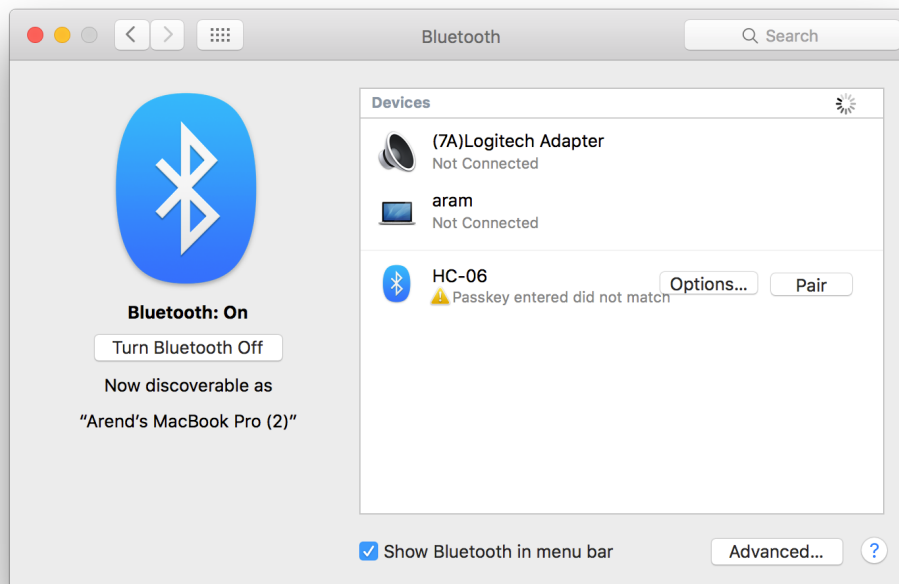 Bluetooth
Search
Devices
(7A)Logitech Adapter
Not Connected
aram
Not Connected
HC-06
Passkey entered did not match
Options...
Pair
Bluetooth: On
Turn Bluetooth Off
Now discoverable as
“Arend’s MacBook Pro (2)”
Show Bluetooth in menu bar
Advanced...
?